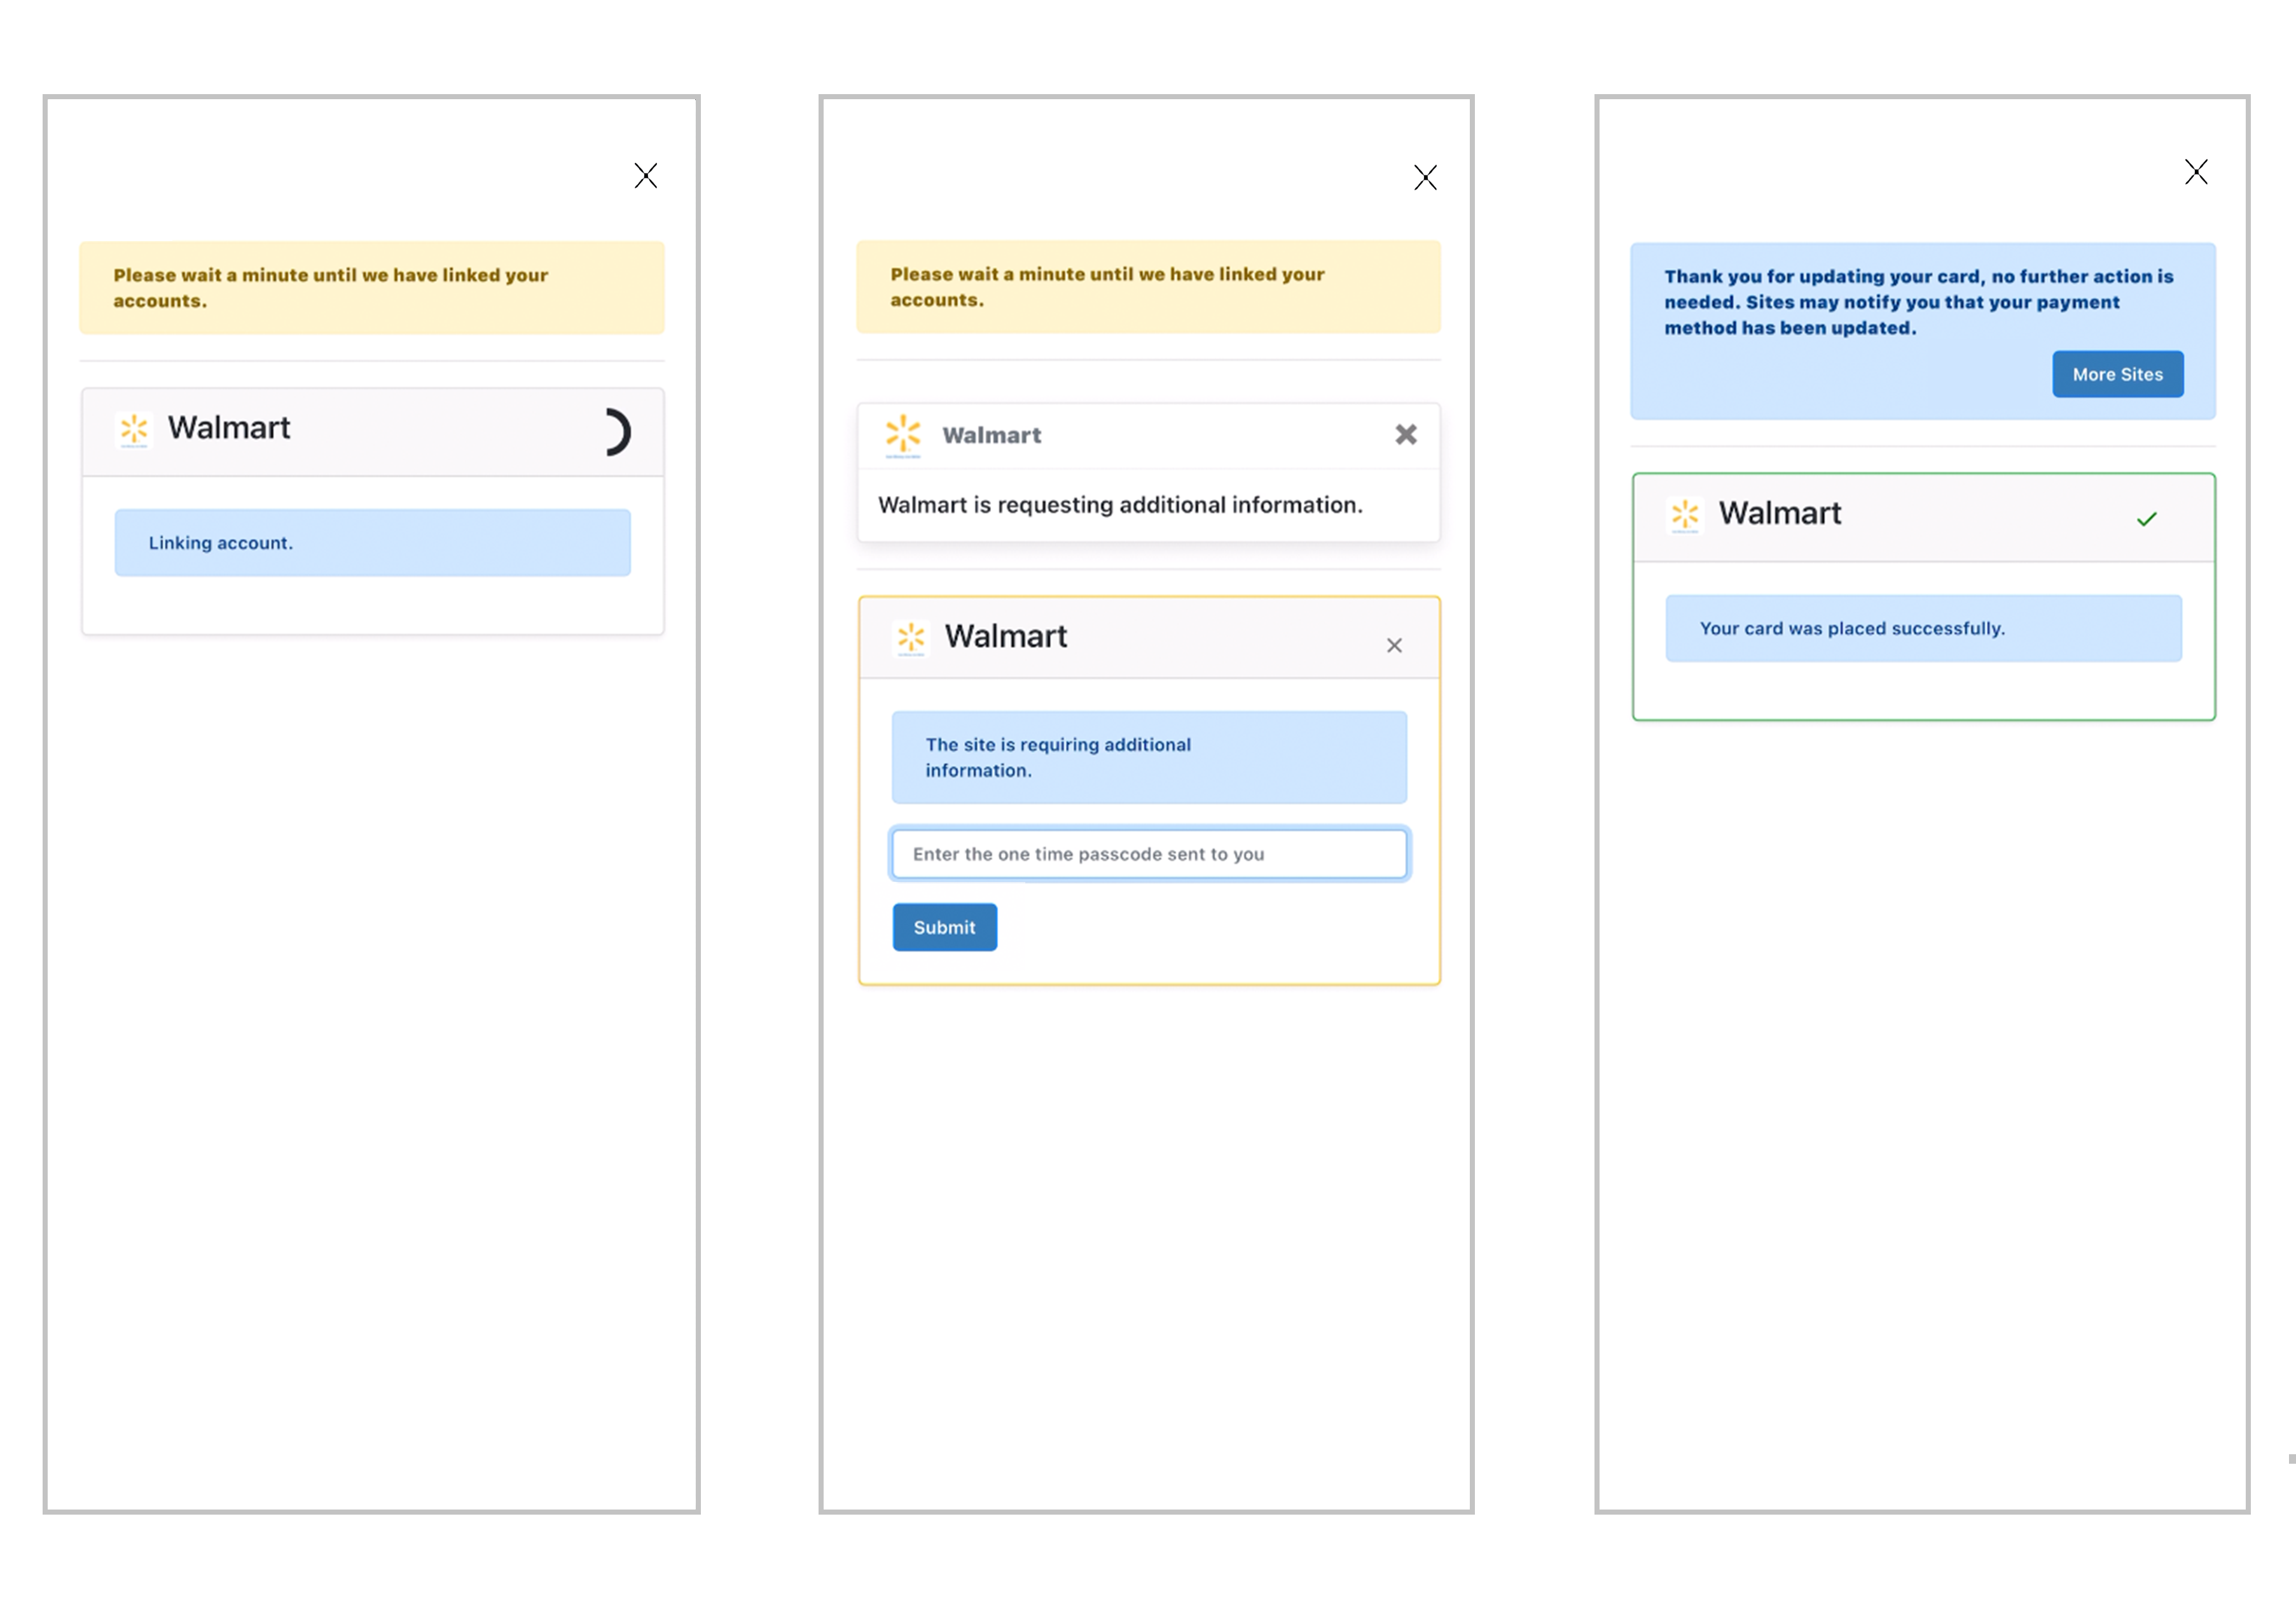 Please wait a minute until we have linked your
accounts.
Walmart
Linking account.
Please wait a minute until we have linked your
accounts.
Walmart
Walmart is requesting additional information.
Walmart
The site is requiring additional
information.
Enter the one time passcode sent to you
Submit
Thank you for updating your card, no further action is
needed. Sites may notify you that your payment
method has been updated.
More Sites
Walmart
Your card was placed successfully.